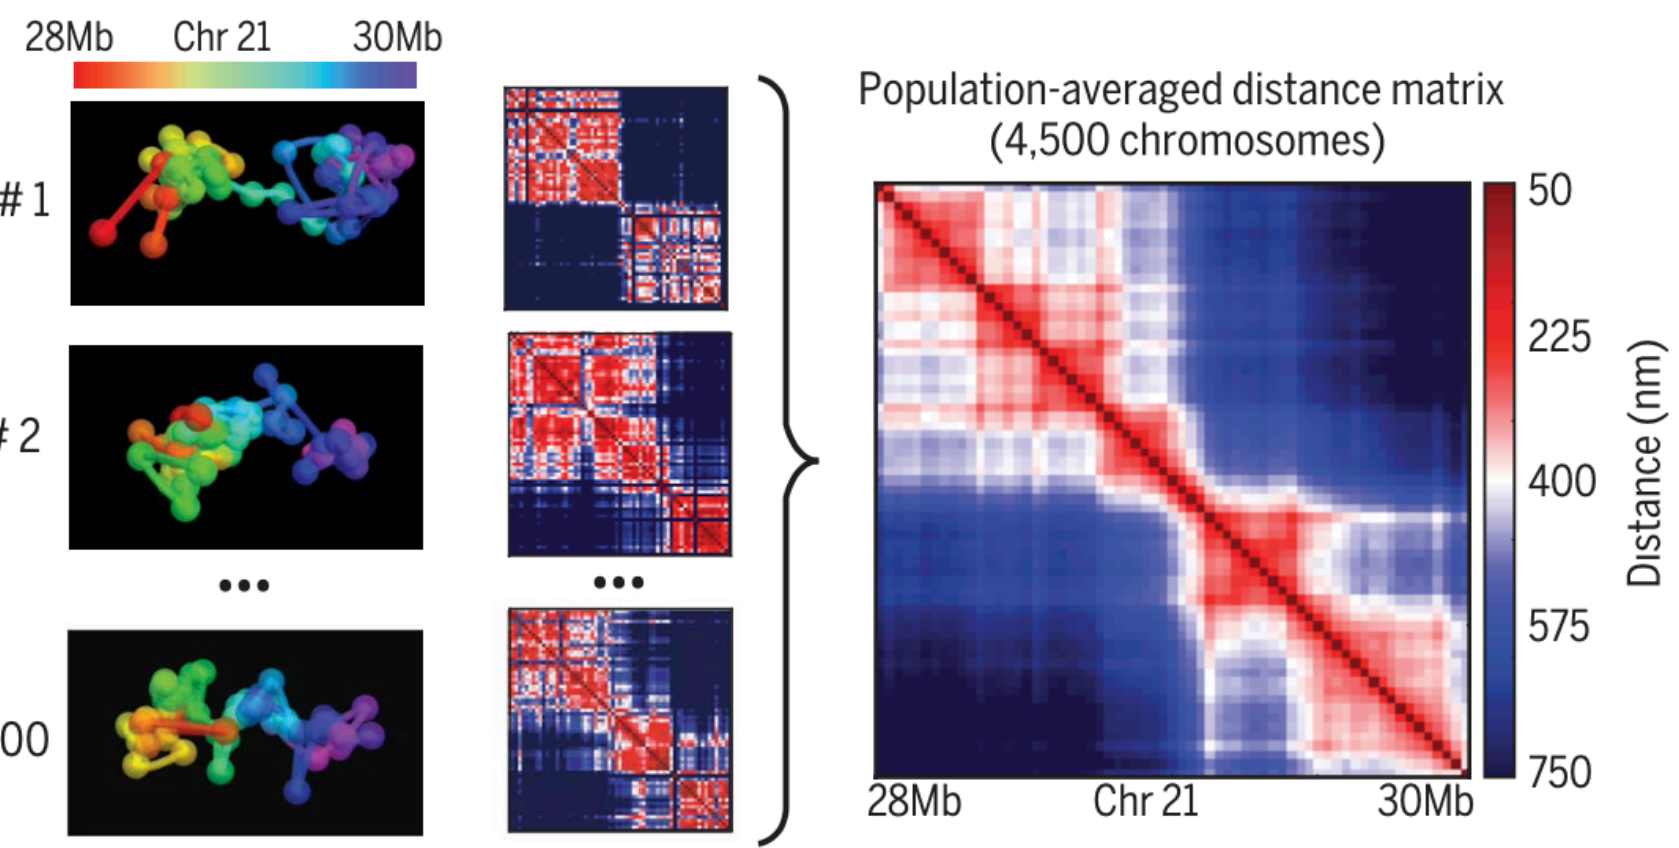 28Mb Chr 21 30Mb
# 1
# 2
•••
•••
00
Population-averaged distance matrix
(4,500 chromosomes)
50
225
400
575
750
Distance (nm)
28Mb Chr 21 30Mb